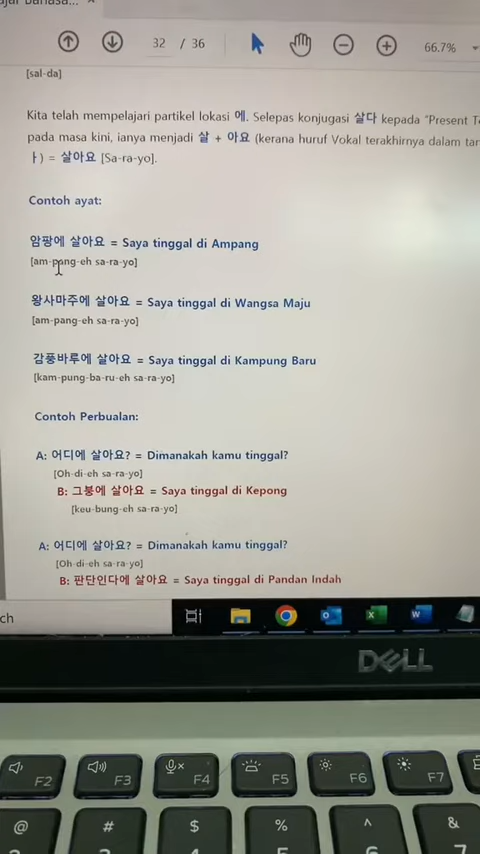 32 / 36 66.7%
[sal-da]
Kita telah mempelajari partikel lokasi 에. Selepas konjugasi 살다 kepada "Present
pada masa kini, ianya menjadi 살 + 아요 (kerana huruf Vokal terakhirnya dalam
ㅏ) = 살아요 [Sa-ra-yo].
Contoh ayat:
암팡에 살아요 = Saya tinggal di Ampang
[am-pang-eh sa-ra-yo]
왕사마주에 살아요 = Saya tinggal di Wangsa Maju
[am-pang-eh sa-ra-yo]
감풍바루에 살아요 = Saya tinggal di Kampung Baru
[kam-pung-ba-ru-eh sa-ra-yo]
Contoh Perbualan:
A: 어디에 살아요? = Dimanakah kamu tinggal?
[Oh-di-eh sa-ra-yo]
B: 그붕에 살아요 = Saya tinggal di Kepong
[keu-bung-eh sa-ra-yo]
A: 어디에 살아요? = Dimanakah kamu tinggal?
[Oh-di-eh sa-ra-yo]
B: 판단인다에 살아요 = Saya tinggal di Pandan Indah
DELL
F2 F3 F4 F5 F6 F7
@ # $ % ^ &